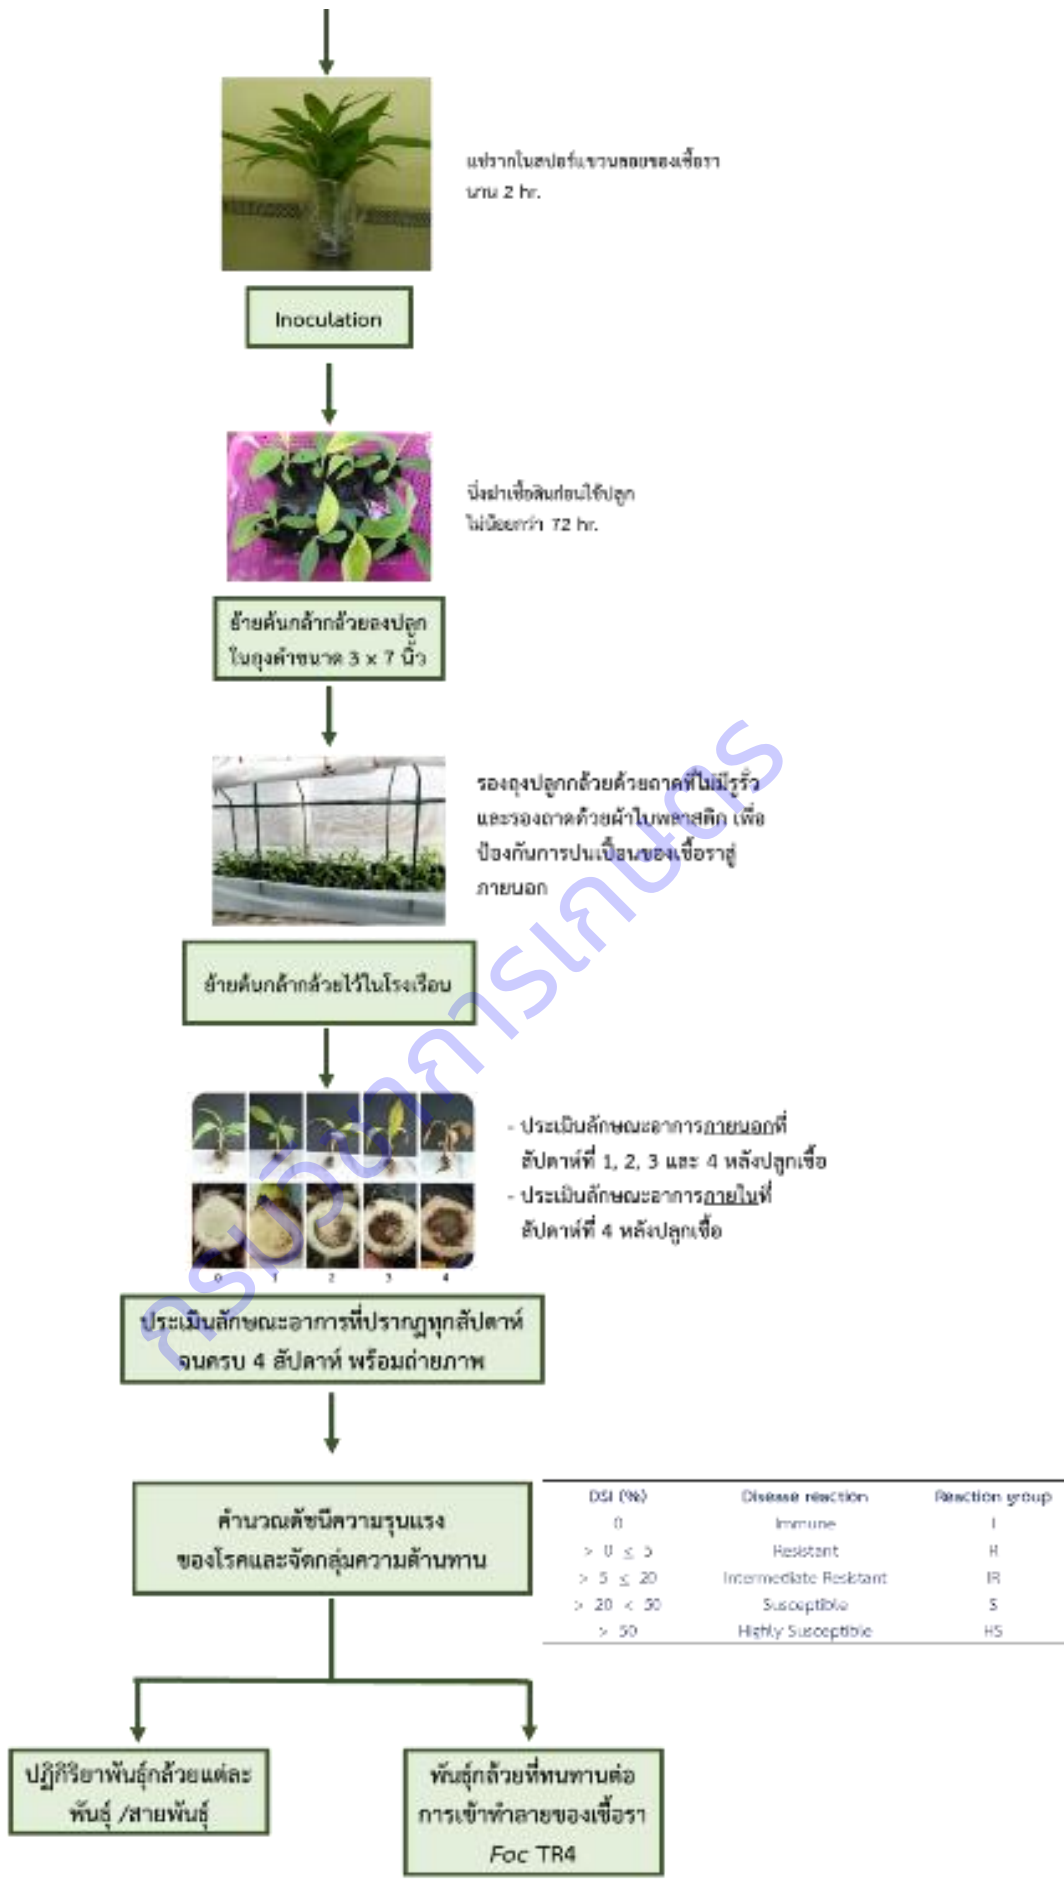 แช่รากในสปอร์แขวนลอยของเชื้อรา
นาน 2 hr.
Inoculation
นึ่งฆ่าเชื้อดินก่อนใช้ปลูก
ไม่น้อยกว่า 72 hr.
ย้ายต้นกล้ากล้วยลงปลูก
ในถุงดำขนาด 3 x 7 นิ้ว
รองถุงปลูกกล้วยด้วยถาดที่ไม่มีรูรั่ว
และรองถาดด้วยผ้าใบพลาสติก เพื่อ
ป้องกันการปนเปื้อนของเชื้อราสู่
ภายนอก
ย้ายต้นกล้ากล้วยไว้ในโรงเรือน
- ประเมินลักษณะอาการภายนอกที่
สัปดาห์ที่ 1, 2, 3 และ 4 หลังปลูกเชื้อ
- ประเมินลักษณะอาการภายในที่
สัปดาห์ที่ 4 หลังปลูกเชื้อ
0 1 2 3 4
ประเมินลักษณะอาการที่ปรากฏทุกสัปดาห์
จนครบ 4 สัปดาห์ พร้อมถ่ายภาพ
คำนวณดัชนีความรุนแรง
ของโรคและจัดกลุ่มความต้านทาน
DSI (%) Disease reaction Reaction group
0 Immune I
> 0 ≤ 5 Resistant R
> 5 ≤ 20 Intermediate Resistant IR
> 20 < 50 Susceptible S
> 50 Highly Susceptible HS
ปฏิกิริยาพันธุ์กล้วยแต่ละ
พันธุ์ /สายพันธุ์
พันธุ์กล้วยที่ทนทานต่อ
การเข้าทำลายของเชื้อรา
Foc TR4
กรมวิชาการเกษตร